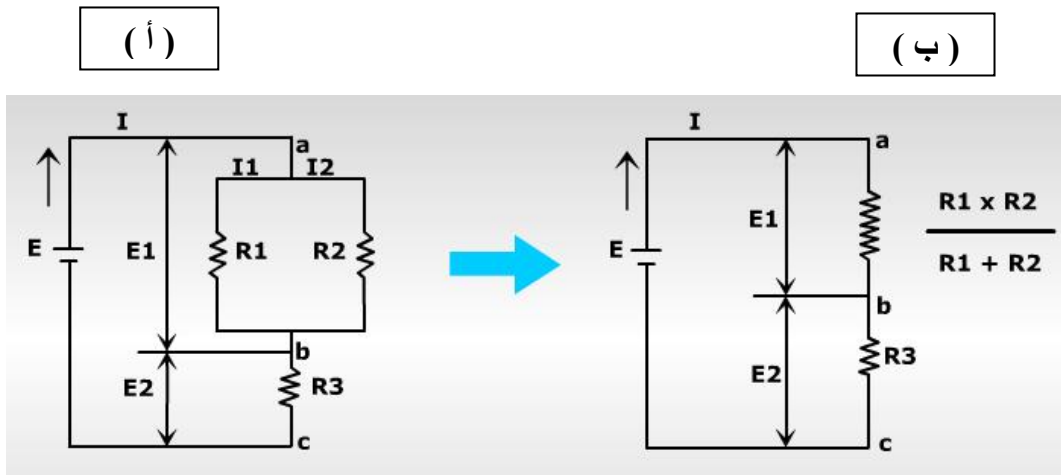 ( أ )
( ب )
I
a
I1 I2
E
E1
R1
R2
b
E2
R3
c
I
a
E
E1
R1 x R2
R1 + R2
b
E2
R3
c